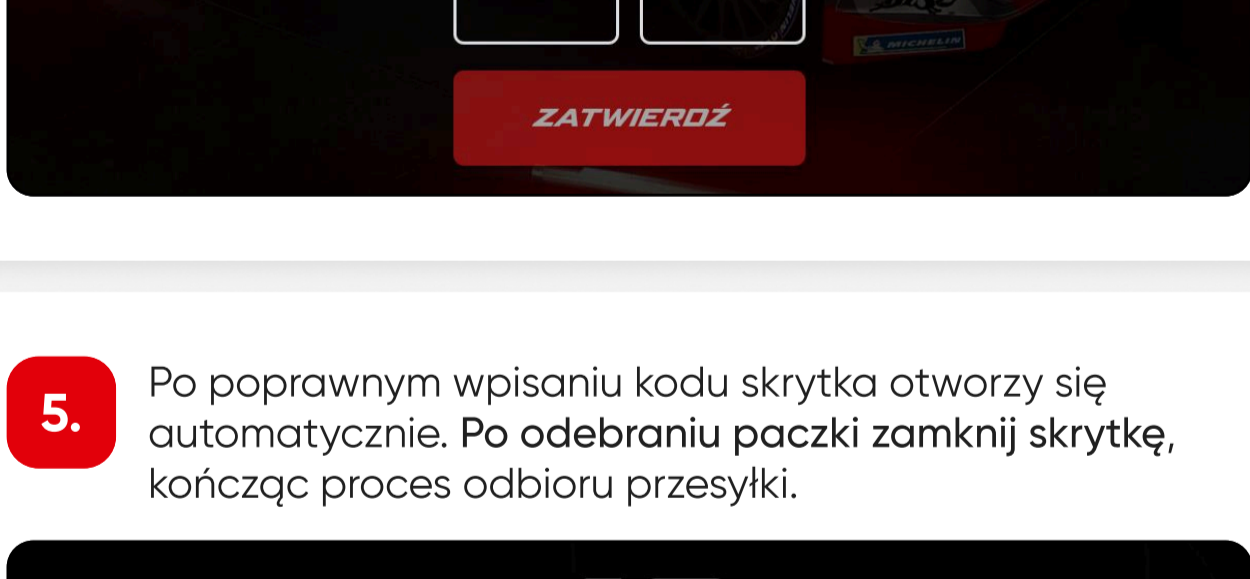 MICHELIN
ZATWIERDŹ
5.
Po poprawnym wpisaniu kodu skrytka otworzy się
automatycznie. Po odebraniu paczki zamknij skrytkę,
kończąc proces odbioru przesyłki.